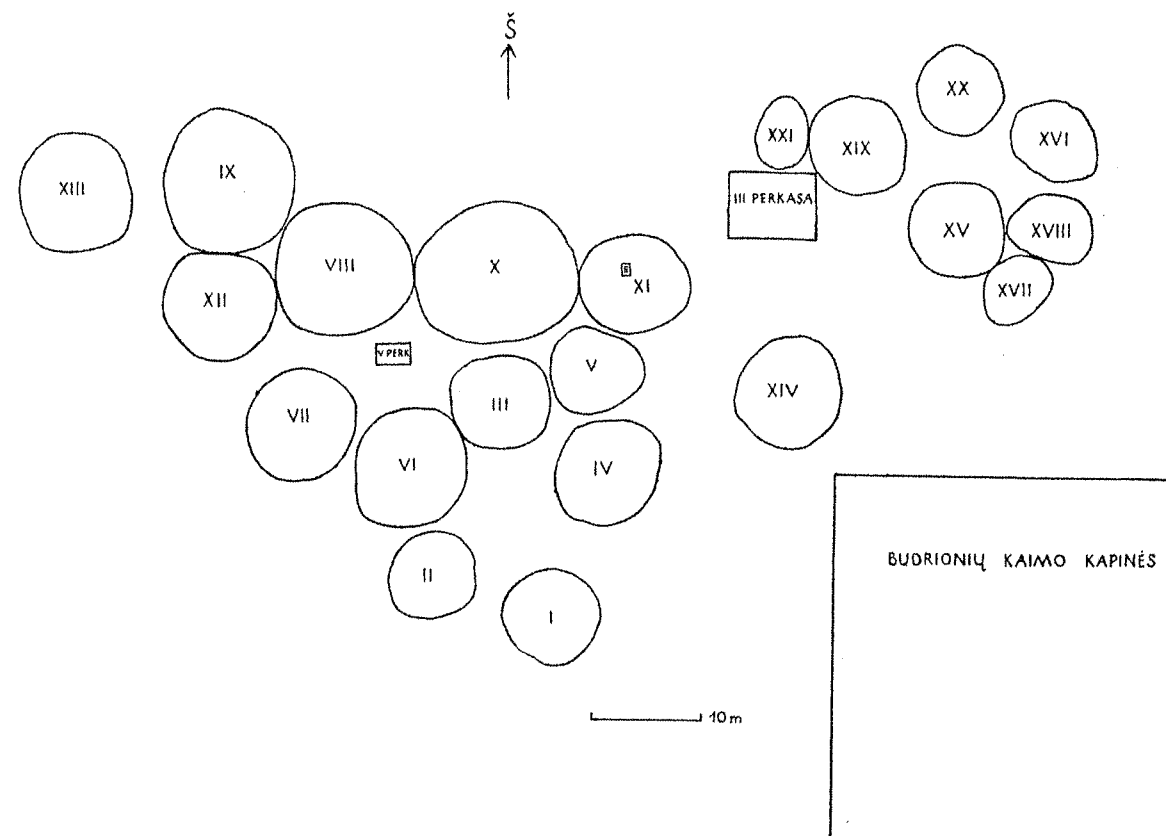 Š
XX
XXI
XIX
XVI
XIII
IX
III PERKASA
XV
XVIII
VIII
X
XI
XII
XVII
V PERK
V
XIV
VII
III
VI
IV
BUDRIONIŲ KAIMO KAPINĖS
II
I
10 m